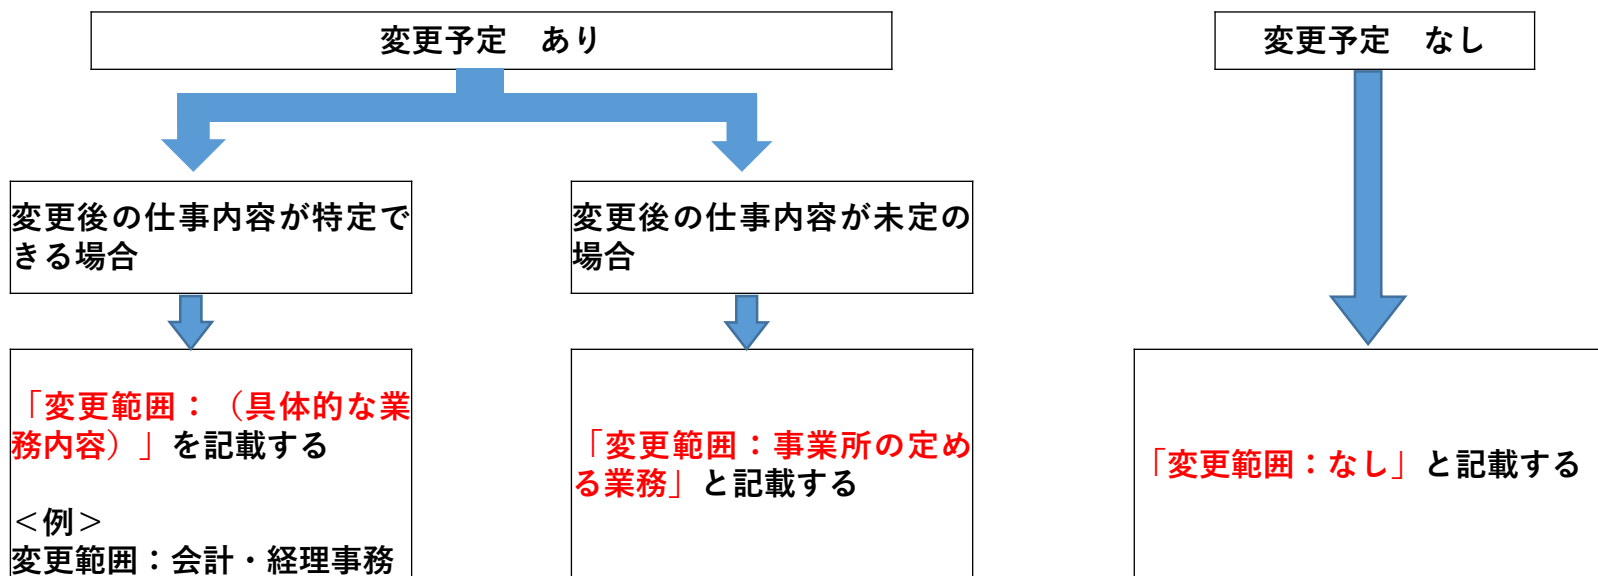 変更予定　あり
変更予定　なし
変更後の仕事内容が特定で
きる場合
変更後の仕事内容が未定の
場合
「変更範囲：（具体的な業
務内容）」を記載する
＜例＞
変更範囲：会計・経理事務
「変更範囲：事業所の定め
る業務」と記載する
「変更範囲：なし」と記載する